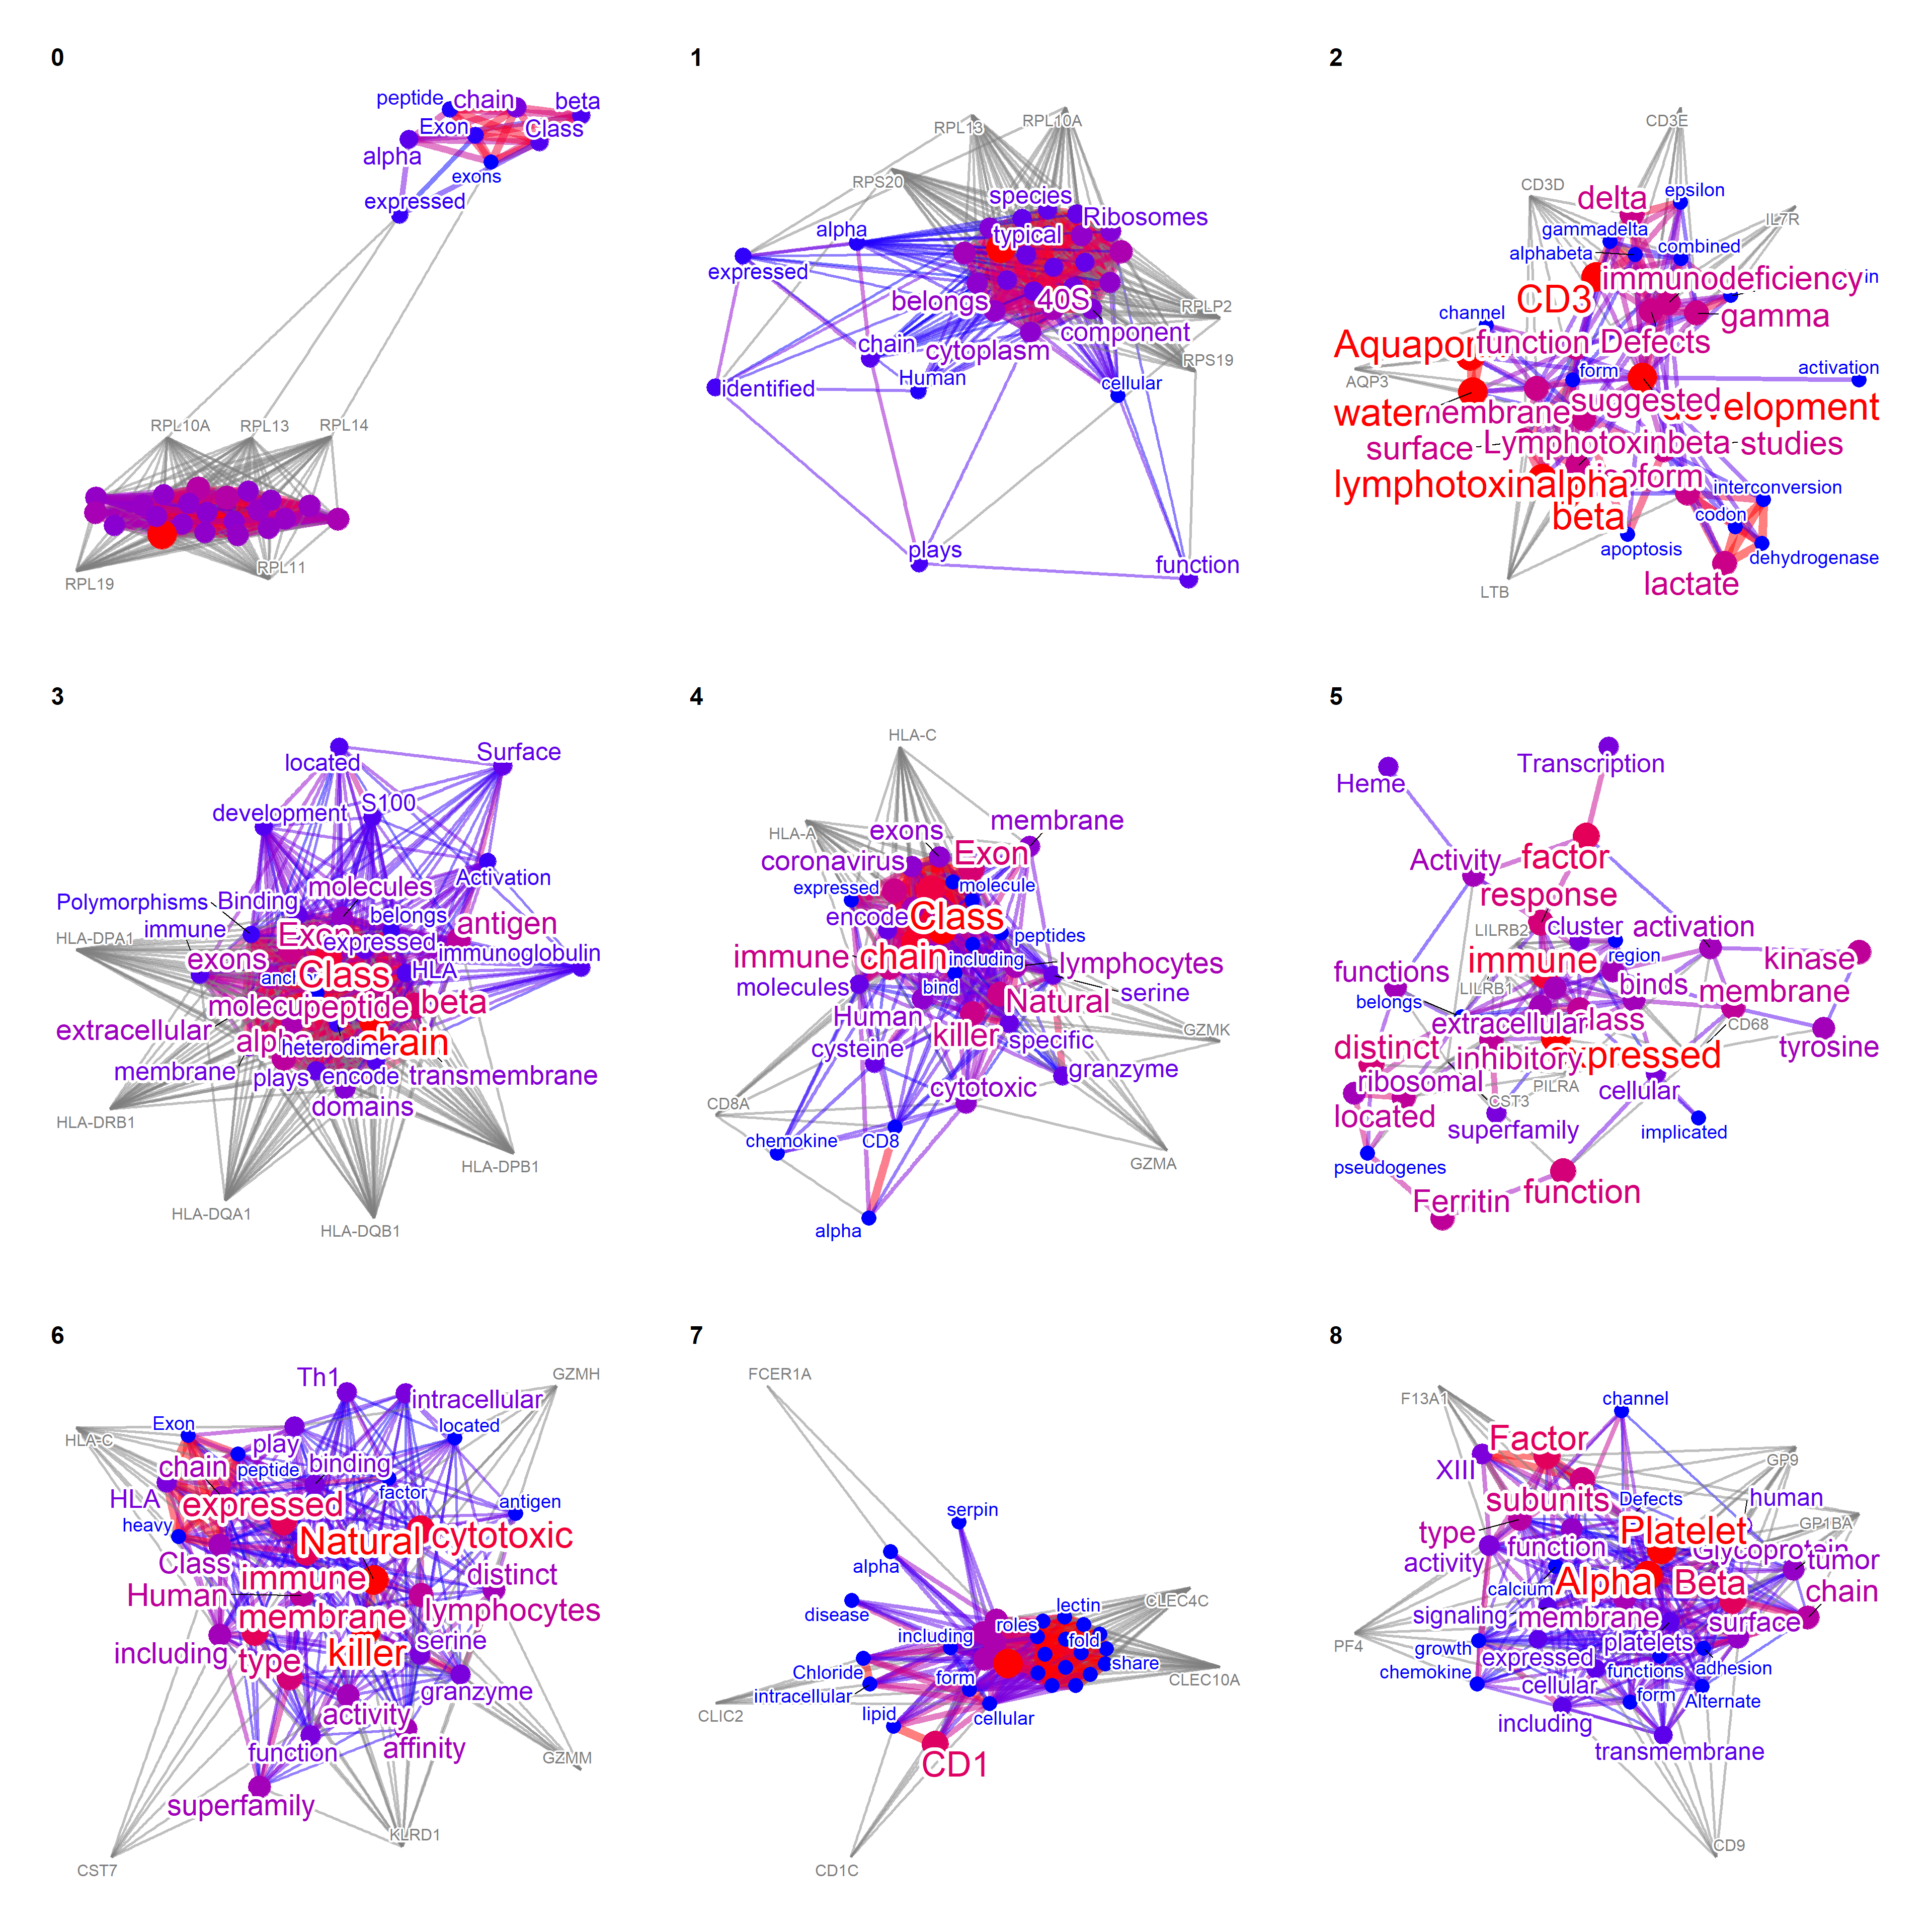 0
peptide
chain
beta
Exon
Class
alpha
exons
expressed
RPL10A
RPL13
RPL14
RPL19
RPL11
1
RPL13
RPL10A
RPS20
species
Ribosomes
alpha
typical
expressed
belongs
40S
RPLP2
component
chain
cytoplasm
RPS19
Human
cellular
identified
plays
function
2
CD3E
CD3D
delta
epsilon
IL7R
gammadelta
alphabeta
combined
immunodeficiency
in
CD3
channel
gamma
function
Defects
AQP3
form
activation
water
membrane
suggested
surface
Lymphotoxinbeta
studies
lymphotoxinalpha
interconversion
beta
codon
apoptosis
dehydrogenase
lactate
LTB
3
located
Surface
development
S100
molecules
Activation
Polymorphisms
Binding
belongs
antigen
immune
HLA-DPA1
Exon
expressed
immunoglobulin
exons
Class
HLA
peptide
beta
extracellular
chain
heterodimer
membrane
plays
encode
transmembrane
domains
HLA-DRB1
HLA-DPB1
HLA-DQA1
HLA-DQB1
4
HLA-C
HLA-A
exons
membrane
coronavirus
Exon
expressed
molecule
encode
Class
peptides
immune
chain
including
lymphocytes
molecules
bind
Natural
serine
Human
killer
specific
GZMK
cysteine
granzyme
cytotoxic
CD8A
chemokine
CD8
GZMA
alpha
5
Transcription
Heme
Activity
factor
response
LILRB2
cluster
activation
immune
region
kinase
functions
LILRB1
binds
belongs
membrane
extracellular
CD68
distinct
inhibitory
tyrosine
ribosomal
PILRA
cellular
CST3
located
superfamily
implicated
pseudogenes
Ferritin
function
6
Th1
GZMH
intracellular
Exon
located
HLA-C
play
chain
peptide
binding
HLA
factor
expressed
antigen
heavy
Natural
cytotoxic
Class
immune
distinct
Human
membrane
lymphocytes
including
type
killer
serine
granzyme
activity
function
affinity
GZMM
superfamily
KLRD1
CST7
7
FCER1A
serpin
alpha
disease
lectin
CLEC4C
including
roles
fold
share
Chloride
form
CLEC10A
intracellular
lipid
cellular
CLIC2
CD1
CD1C
8
F13A1
channel
Factor
GP9
XIII
subunits
Defects
human
type
Platelet
GP1BA
function
Glycoprotein
activity
tumor
calcium
Alpha
Beta
chain
signaling
membrane
surface
PF4
growth
platelets
expressed
chemokine
functions
adhesion
cellular
form
Alternate
including
transmembrane
CD9